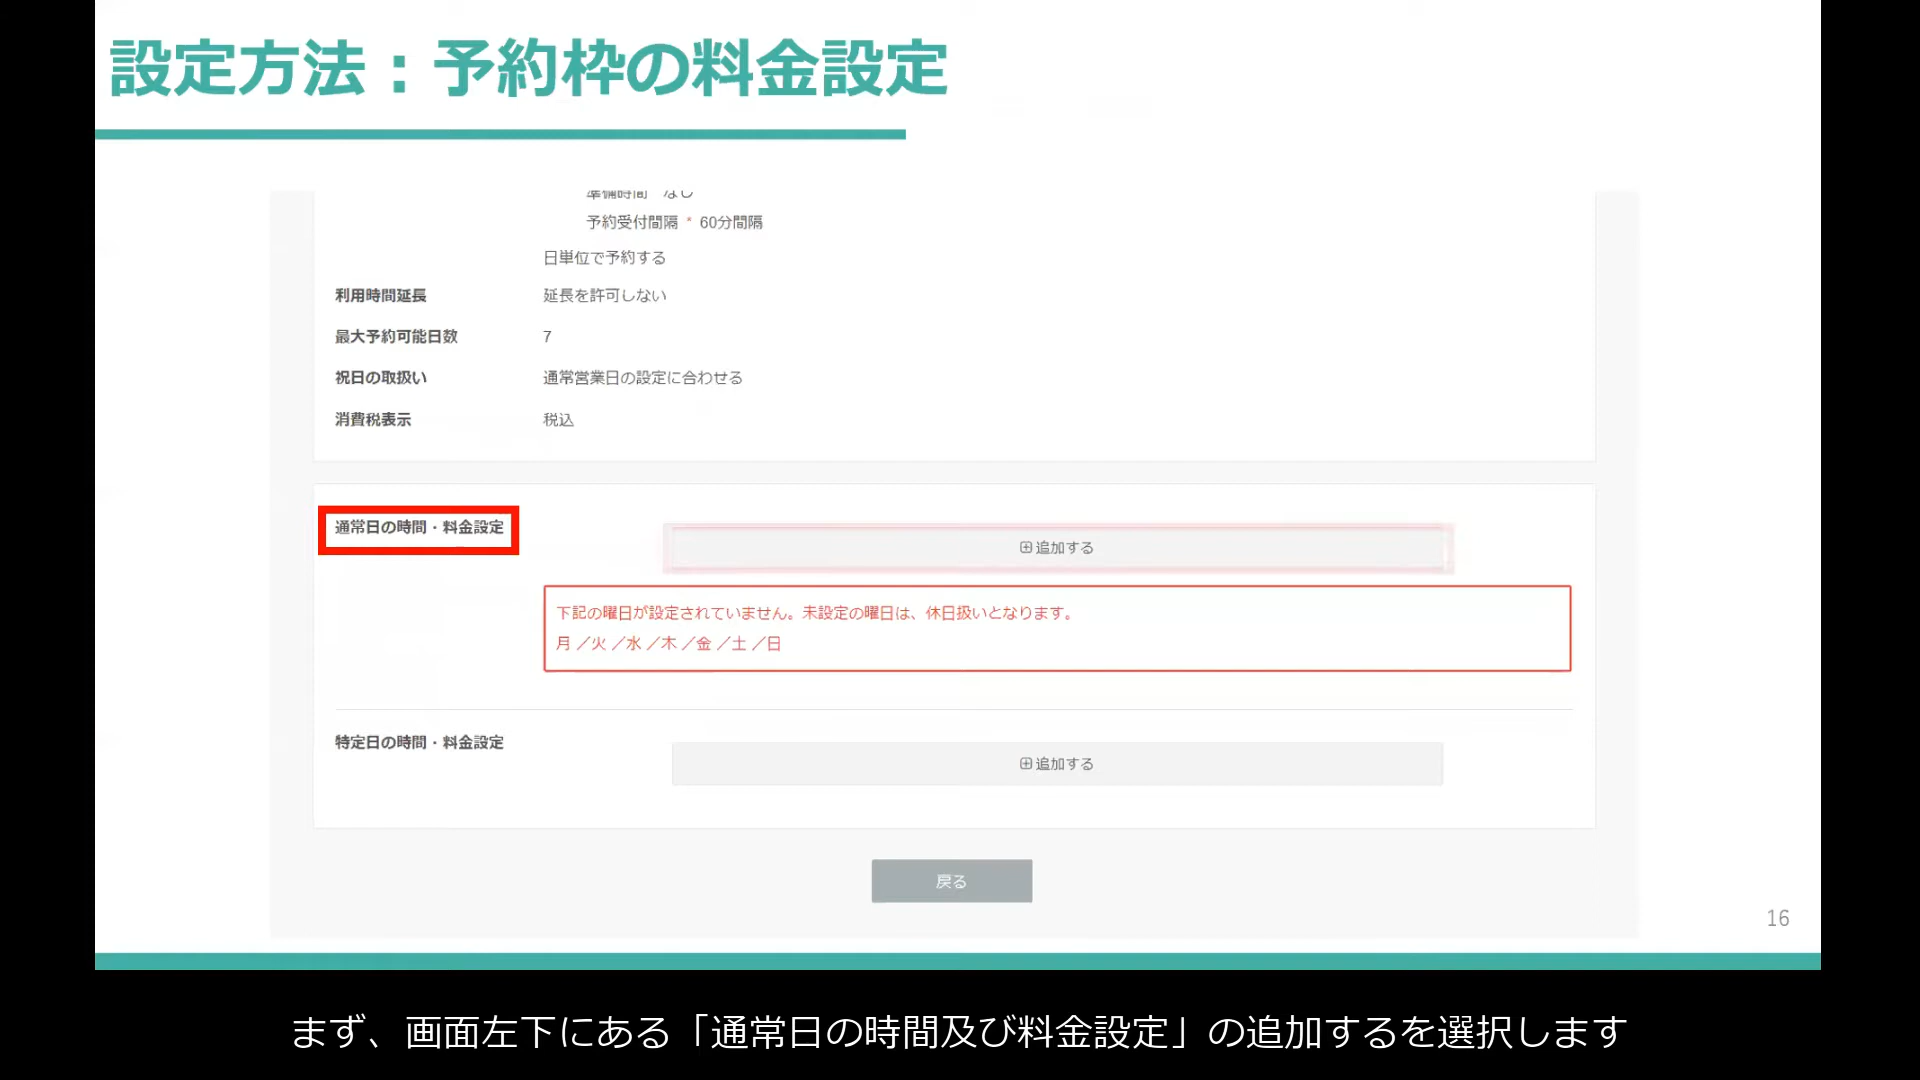 設定方法：予約枠の料金設定
準備時間 なし
予約受付間隔 * 60分間隔
日単位で予約する
利用時間延長 延長を許可しない
最大予約可能日数 7
祝日の取扱い 通常営業日の設定に合わせる
消費税表示 税込
通常日の時間・料金設定
追加する
下記の曜日が設定されていません。未設定の曜日は、休日扱いとなります。
月 ／火 ／水 ／木 ／金 ／土 ／日
特定日の時間・料金設定
追加する
戻る
16
まず、画面左下にある「通常日の時間及び料金設定」の追加するを選択します